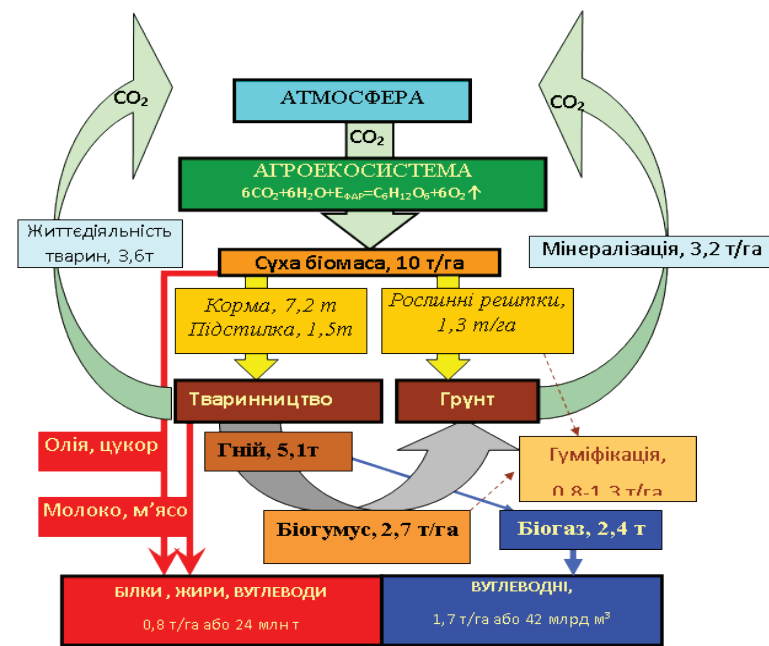 CO₂
CO₂
АТМОСФЕРА
CO₂
АГРОЕКОСИСТЕМА
6CO₂+6H₂O+EФАР=C₆H₁₂O₆+6O₂↑
Життєдіяльність
тварин, 3,6т
Мінералізація, 3,2 т/га
Суха біомаса, 10 т/га
Корма, 7,2 т
Підстилка, 1,5т
Рослинні рештки,
1,3 т/га
Тваринництво
Грунт
Олія, цукор
Гній, 5,1т
Гуміфікація,
0,8-1,3 т/га
Молоко, м'ясо
Біогумус, 2,7 т/га
Біогаз, 2,4 т
БІЛКИ , ЖИРИ, ВУГЛЕВОДИ
0,8 т/га або 24 млн т
ВУГЛЕВОДНІ,
1,7 т/га або 42 млрд м³